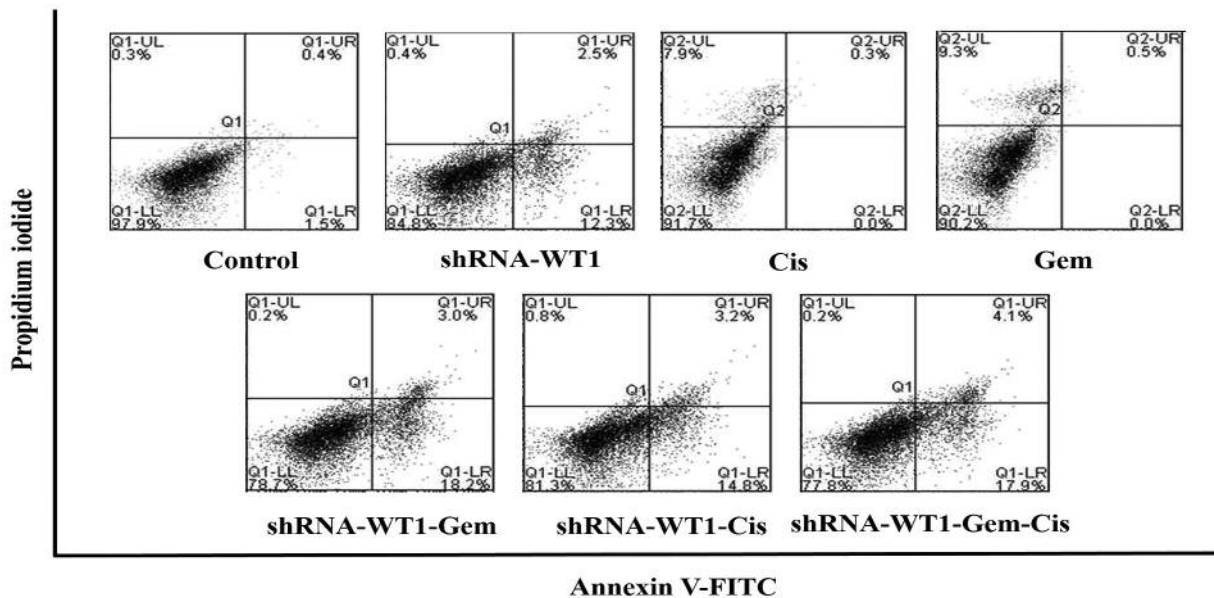 Propidium iodide
Q1-UL
0.3%
Q1-UR
0.4%
Q1
Q1-LL
97.9%
Q1-LR
1.5%
Control
Q1-UL
0.4%
Q1-UR
2.5%
Q1
Q1-LL
84.8%
Q1-LR
12.3%
shRNA-WT1
Q2-UL
7.9%
Q2-UR
0.3%
Q2
Q2-LL
91.7%
Q2-LR
0.0%
Cis
Q2-UL
9.3%
Q2-UR
0.5%
Q2
Q2-LL
90.2%
Q2-LR
0.0%
Gem
Q1-UL
0.2%
Q1-UR
3.0%
Q1
Q1-LL
78.7%
Q1-LR
18.2%
shRNA-WT1-Gem
Q1-UL
0.8%
Q1-UR
3.2%
Q1
Q1-LL
81.3%
Q1-LR
14.8%
shRNA-WT1-Cis
Q1-UL
0.2%
Q1-UR
4.1%
Q1
Q1-LL
77.8%
Q1-LR
17.9%
shRNA-WT1-Gem-Cis
Annexin V-FITC